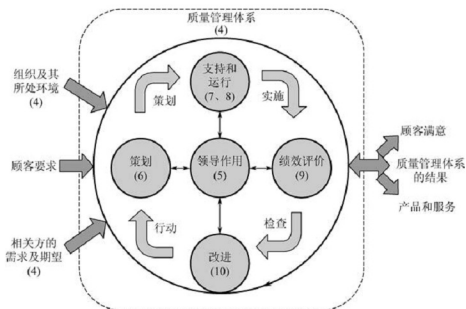 质量管理体系
(4)
组织及其
所处环境
(4)
支持和
运行
(7、8)
策划
实施
顾客要求
策划
(6)
领导作用
(5)
绩效评价
(9)
顾客满意
质量管理体系
的结果
产品和服务
相关方的
需求及期望
(4)
行动
检查
改进
(10)